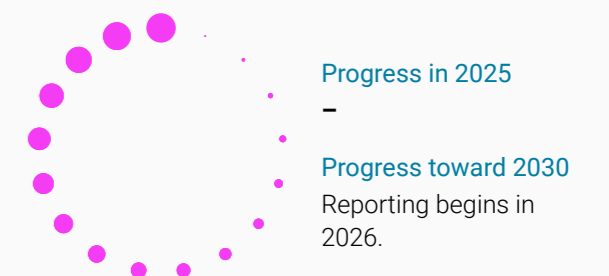 Progress in 2025
–
Progress toward 2030
Reporting begins in
2026.